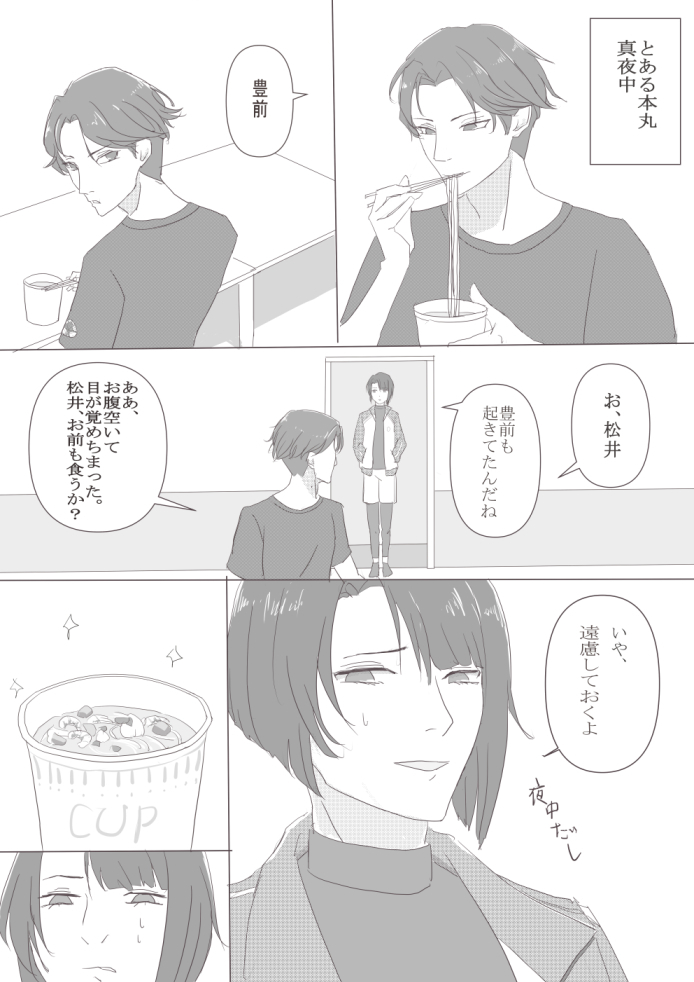 とある本丸
真夜中
豊前
お、松井
豊前も
起きてたんだね
ああ、
お腹空いて
目が覚めちまった。
松井、お前も食うか？
いや、
遠慮しておくよ
夜中だし
CUP